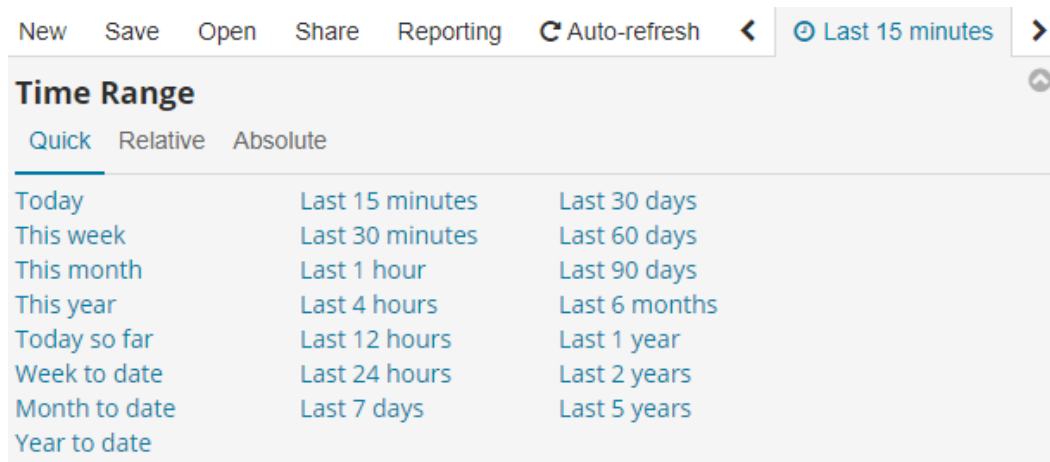 New Save Open Share Reporting Auto-refresh Last 15 minutes
Time Range
Quick Relative Absolute
Today Last 15 minutes Last 30 days
This week Last 30 minutes Last 60 days
This month Last 1 hour Last 90 days
This year Last 4 hours Last 6 months
Today so far Last 12 hours Last 1 year
Week to date Last 24 hours Last 2 years
Month to date Last 7 days Last 5 years
Year to date